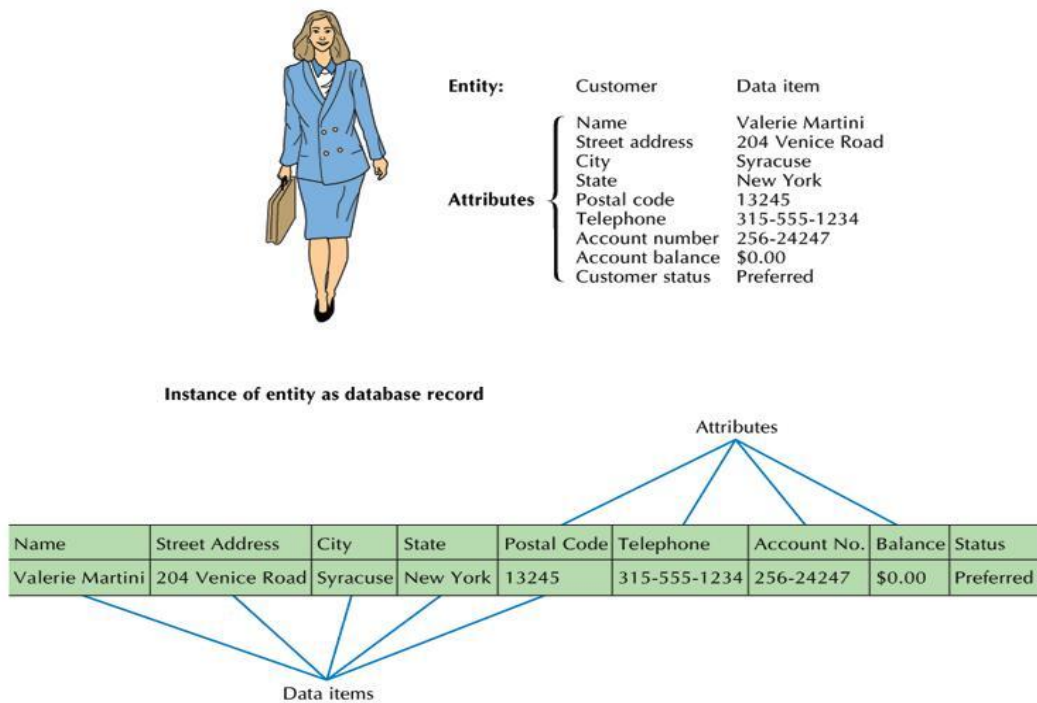 Entity: Customer Data item
Name Valerie Martini
Street address 204 Venice Road
City Syracuse
State New York
Attributes Postal code 13245
Telephone 315-555-1234
Account number 256-24247
Account balance $0.00
Customer status Preferred
Instance of entity as database record
Attributes
Name Street Address City State Postal Code Telephone Account No. Balance Status
Valerie Martini 204 Venice Road Syracuse New York 13245 315-555-1234 256-24247 $0.00 Preferred
Data items